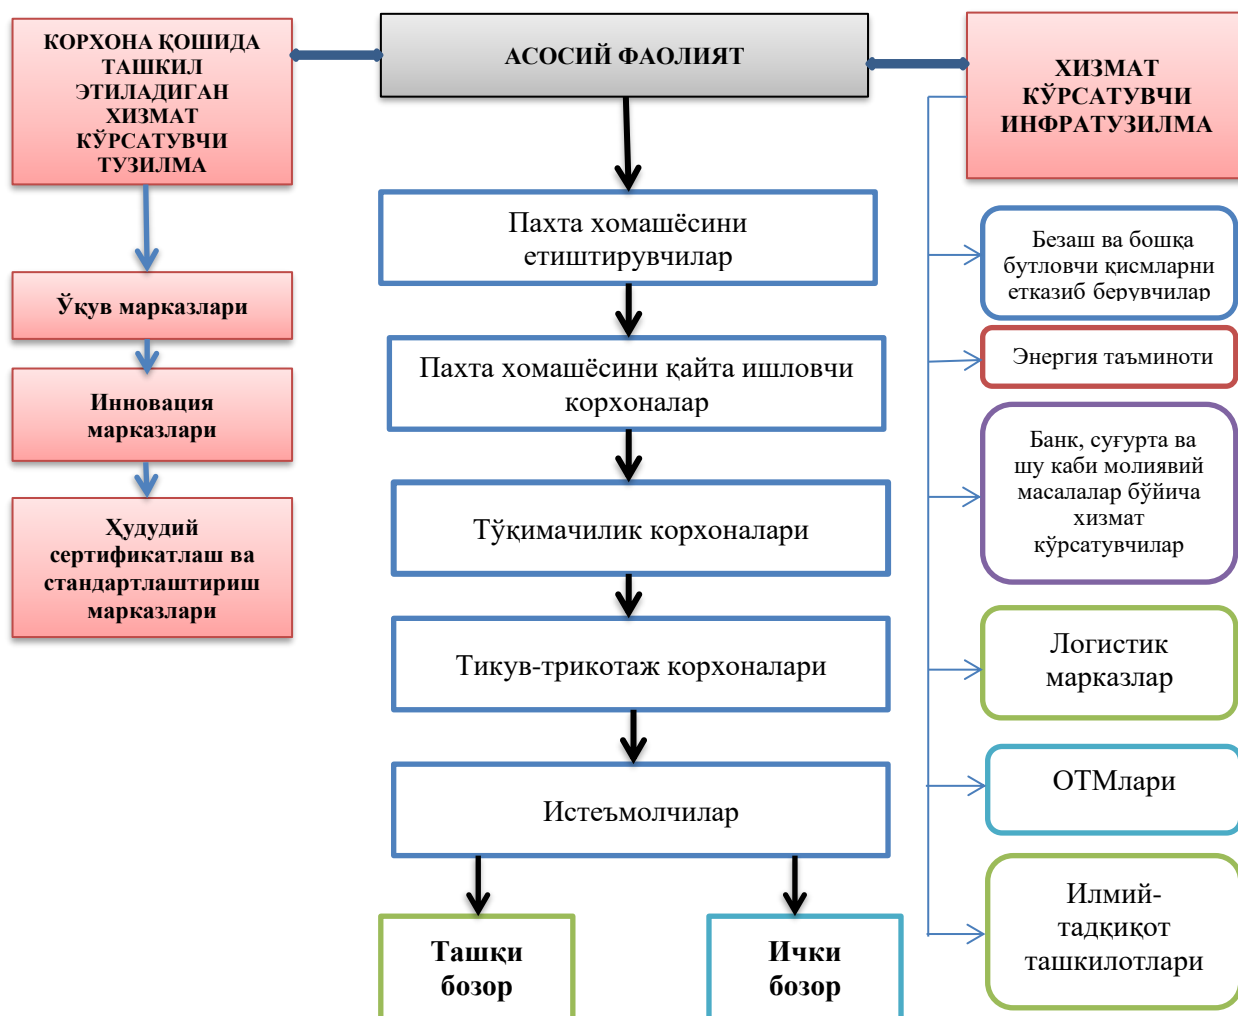 КОРХОНА ҚОШИДА
ТАШКИЛ
ЭТИЛАДИГАН
ХИЗМАТ
КЎРСАТУВЧИ
ТУЗИЛМА
Ўқув марказлари
Инновация
марказлари
Ҳудудий
сертификатлаш ва
стандартлаштириш
марказлари
АСОСИЙ ФАОЛИЯТ
Пахта хомашёсини
етиштирувчилар
Пахта хомашёсини қайта ишловчи
корхоналар
Тўқимачилик корхоналари
Тикув-трикотаж корхоналари
Истеъмолчилар
Ташқи
бозор
Ички
бозор
ХИЗМАТ
КЎРСАТУВЧИ
ИНФРАТУЗИЛМА
Безаш ва бошқа
бутловчи қисмларни
етказиб берувчилар
Энергия таъминоти
Банк, суғурта ва
шу каби молиявий
масалалар бўйича
хизмат
кўрсатувчилар
Логистик
марказлар
ОТМлари
Илмий-
тадқиқот
ташкилотлари